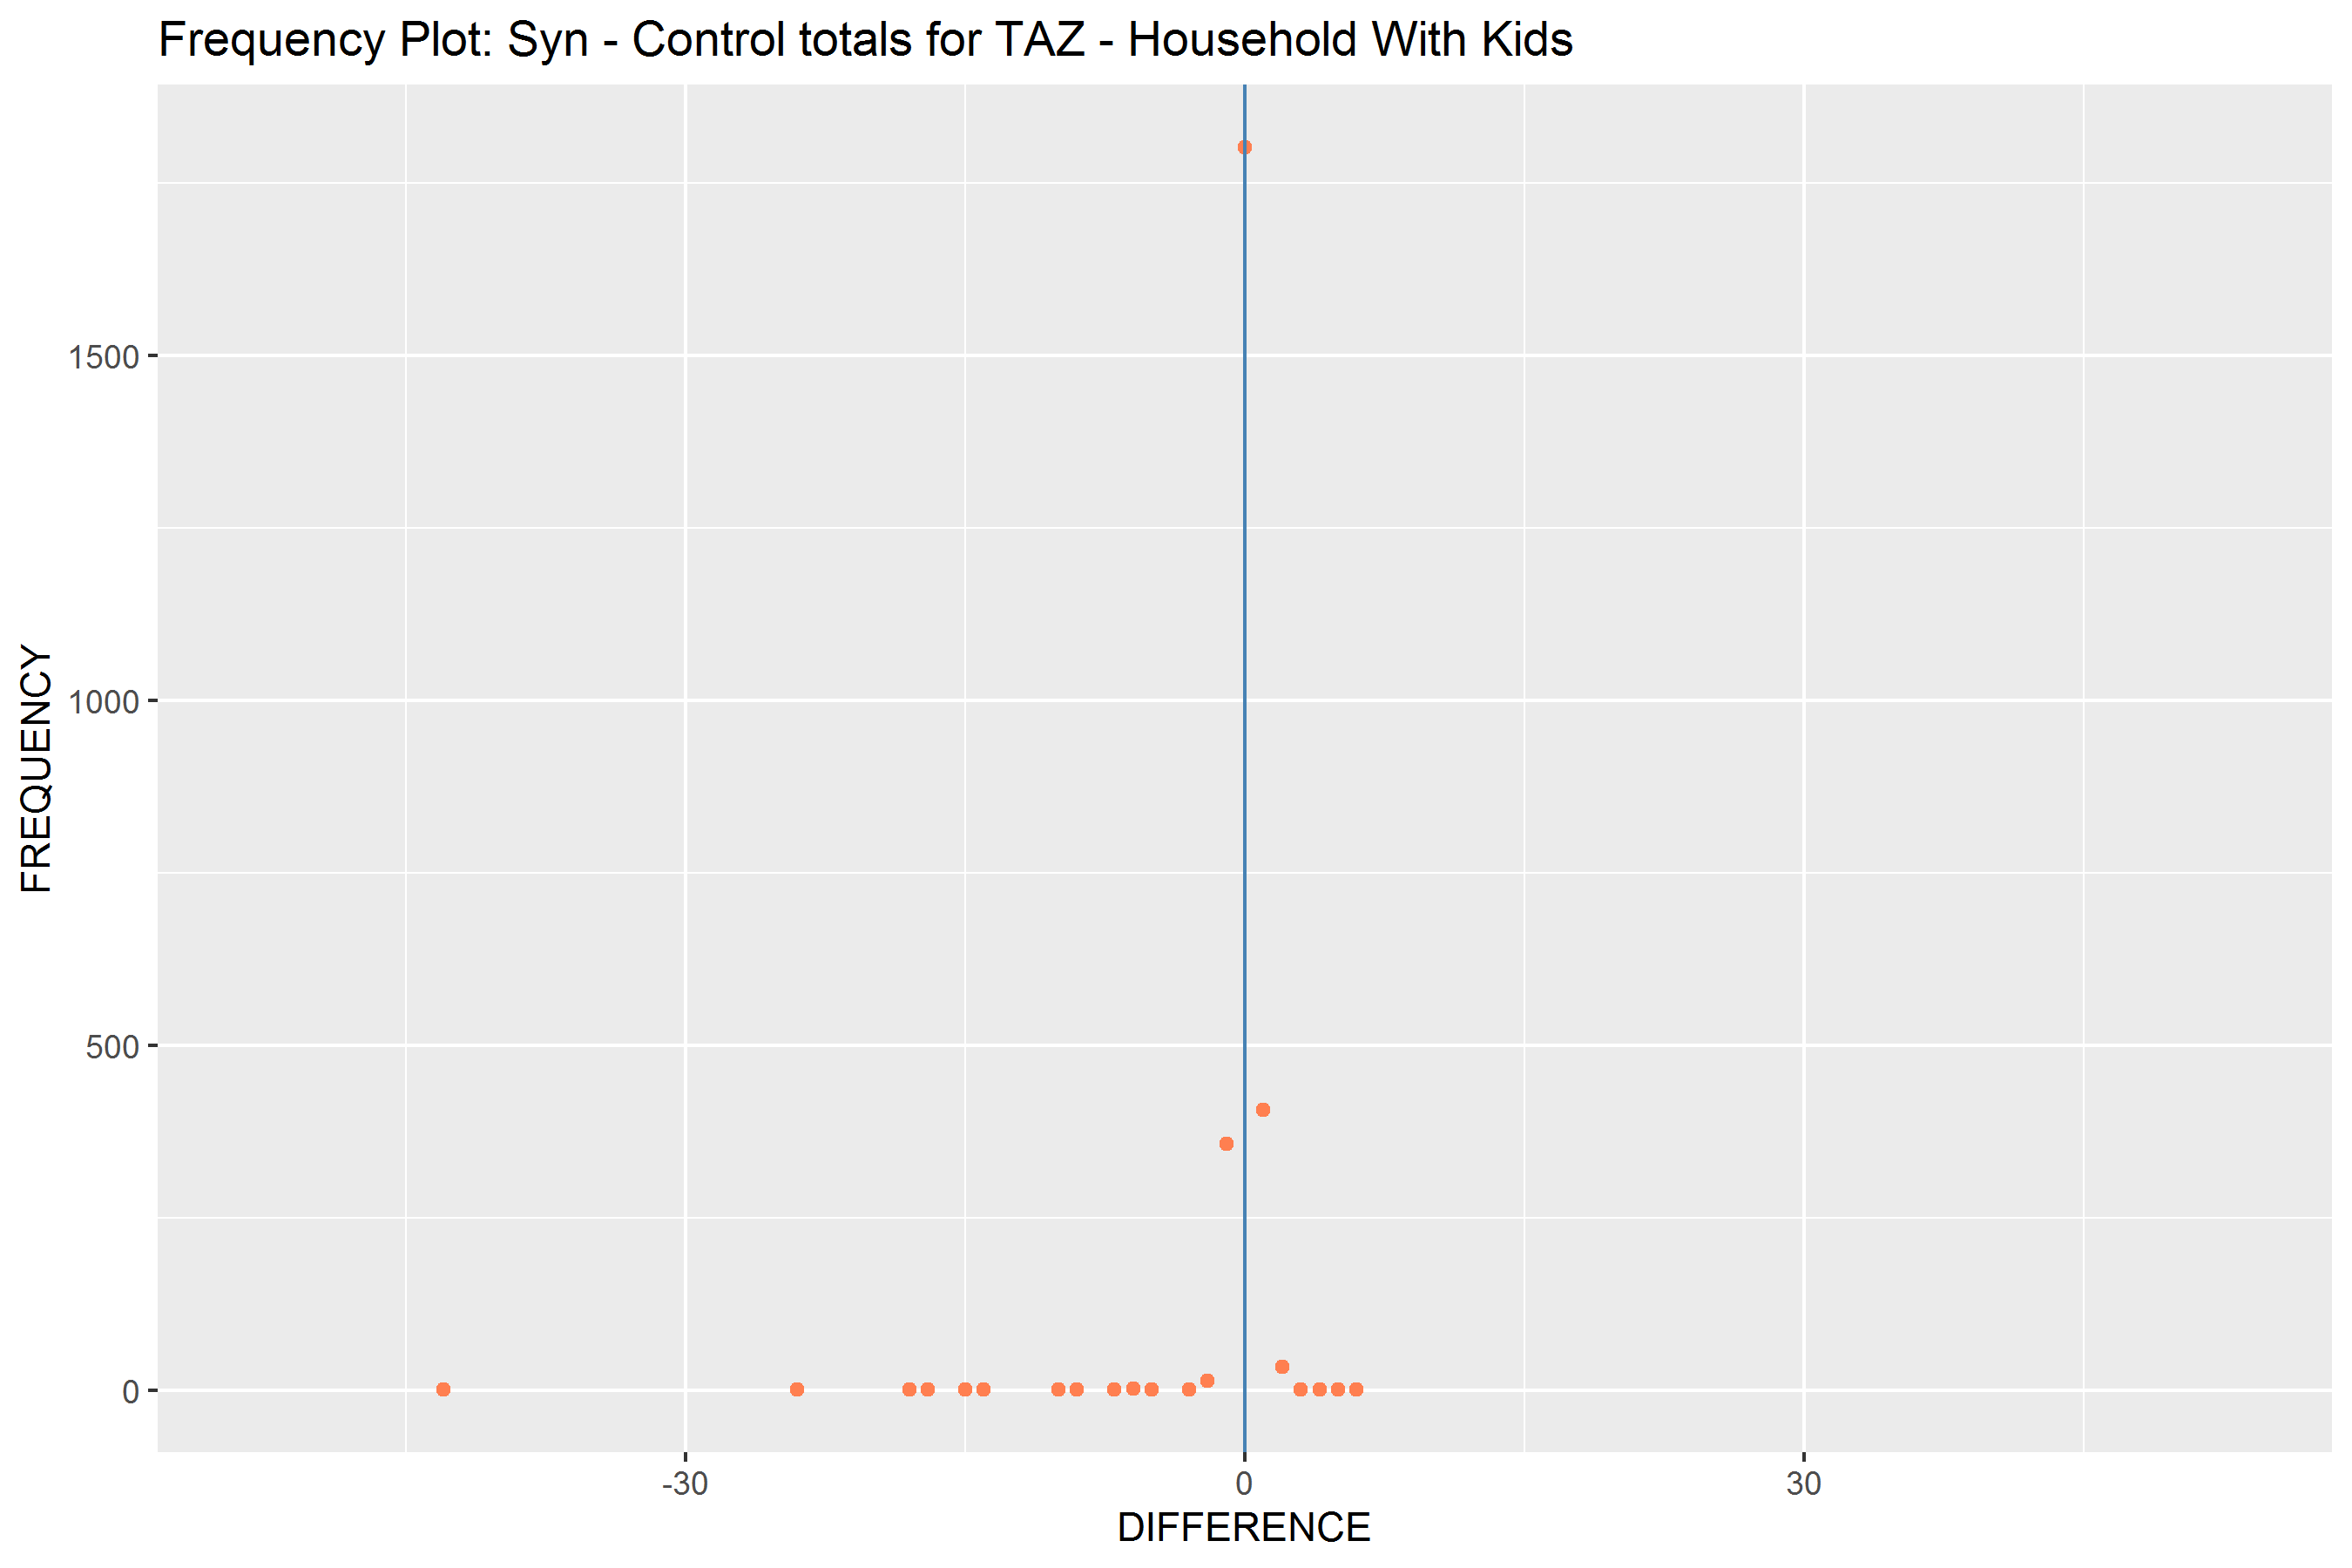 Frequency Plot: Syn - Control totals for TAZ - Household With Kids
FREQUENCY
1500
1000
500
0
-30
0
30
DIFFERENCE